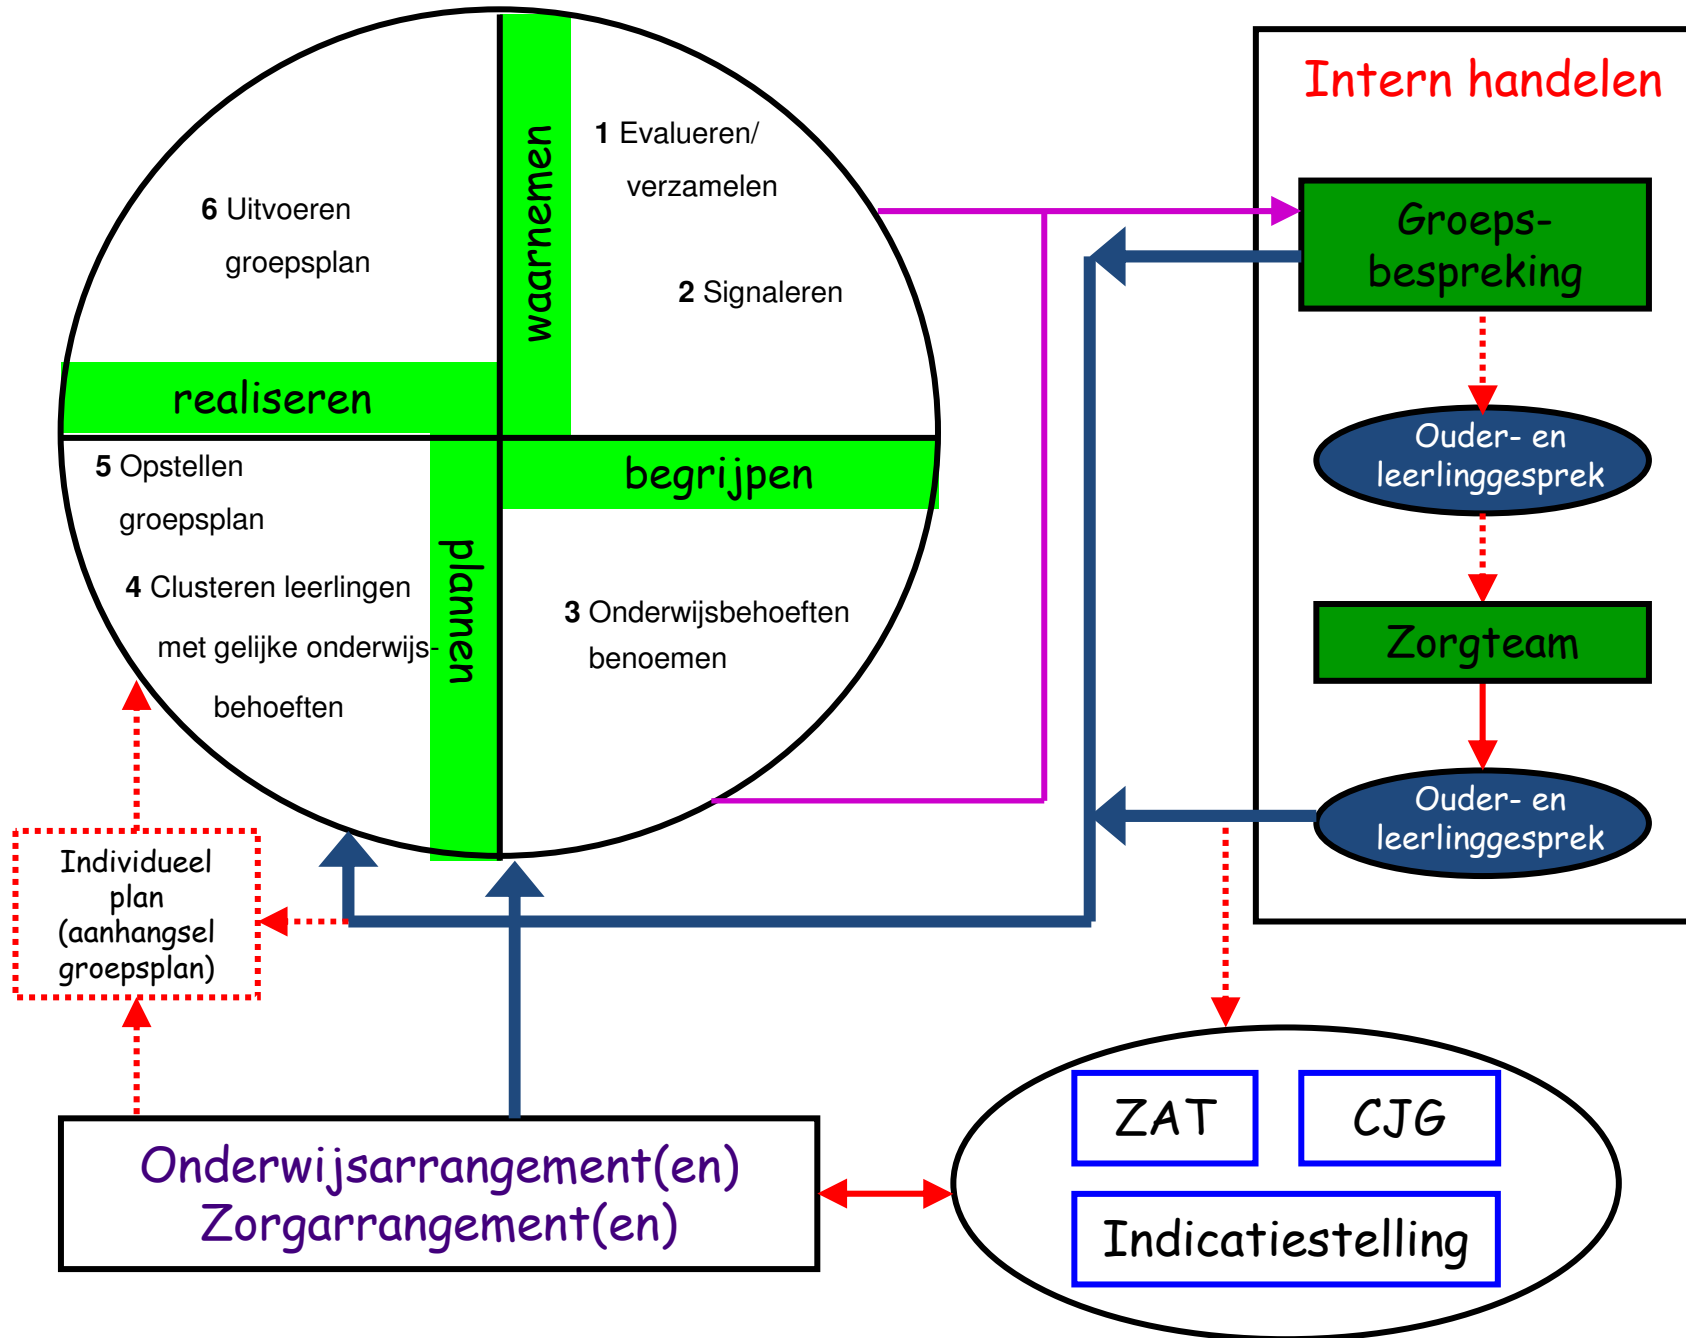 Intern handelen
1 Evalueren/
verzamelen
2 Signaleren
waarnemen
6 Uitvoeren
groepsplan
realiseren
begrijpen
5 Opstellen
groepsplan
4 Clusteren leerlingen
met gelijke onderwijs-
behoeften
plannen
3 Onderwijsbehoeften
benoemen
Groeps-
bespreking
Ouder- en
leerlinggesprek
Zorgteam
Ouder- en
leerlinggesprek
Individueel
plan
(aanhangsel
groepsplan)
Onderwijsarrangement(en)
Zorgarrangement(en)
ZAT
CJG
Indicatiestelling